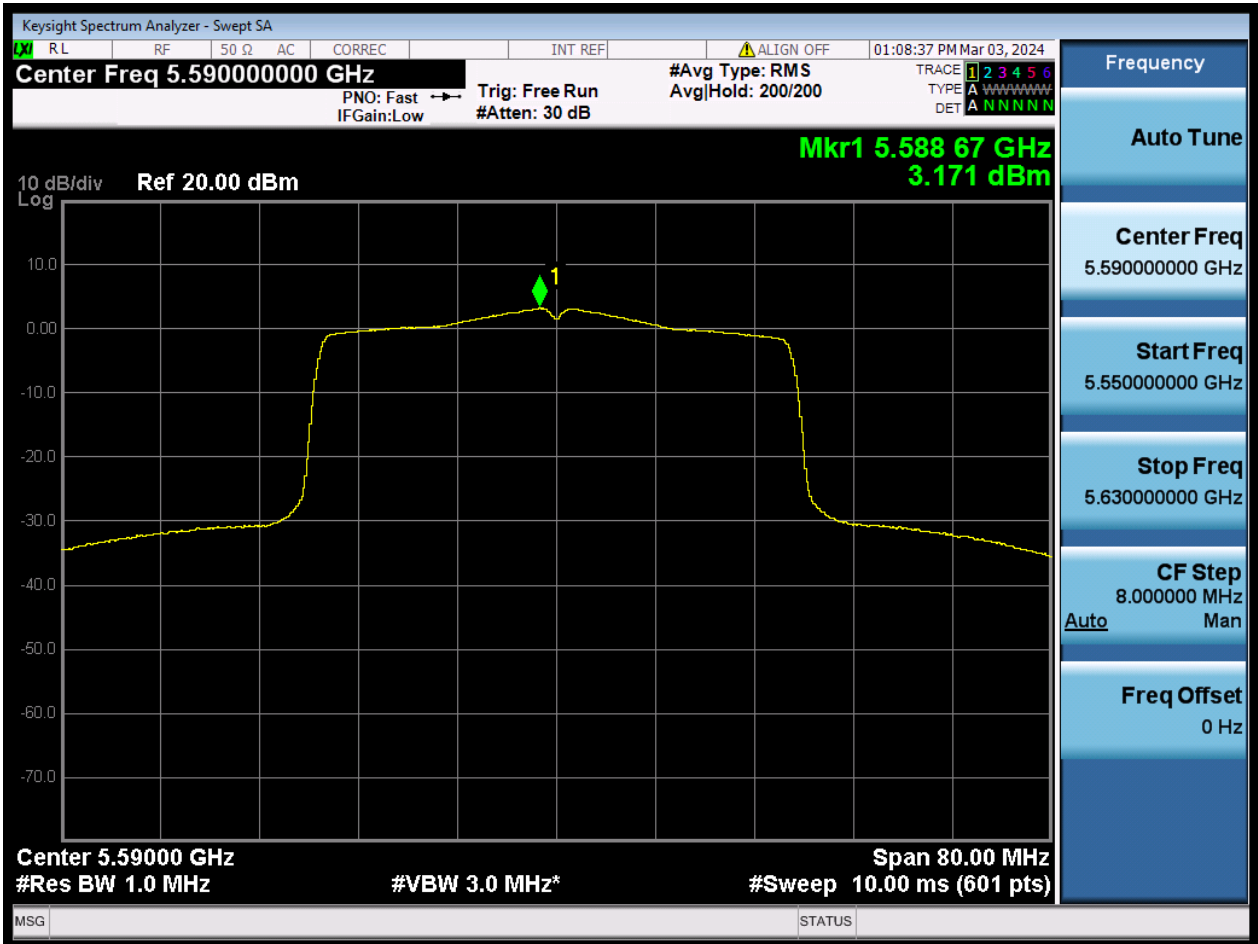 Keysight Spectrum Analyzer - Swept SA
LXI RL RF 50 Ω AC CORREC INT REF ALIGN OFF 01:08:37 PM Mar 03, 2024
Center Freq 5.590000000 GHz
PNO: Fast
IFGain:Low
Trig: Free Run
#Atten: 30 dB
#Avg Type: RMS
Avg|Hold: 200/200
TRACE 1 2 3 4 5 6
TYPE A WWWWW
DET A N N N N N
Mkr1 5.588 67 GHz
3.171 dBm
10 dB/div Ref 20.00 dBm
Log
1
10.0
0.00
-10.0
-20.0
-30.0
-40.0
-50.0
-60.0
-70.0
Center 5.59000 GHz Span 80.00 MHz
#Res BW 1.0 MHz #VBW 3.0 MHz* #Sweep 10.00 ms (601 pts)
MSG STATUS
Frequency
Auto Tune
Center Freq
5.590000000 GHz
Start Freq
5.550000000 GHz
Stop Freq
5.630000000 GHz
CF Step
8.000000 MHz
Auto Man
Freq Offset
0 Hz